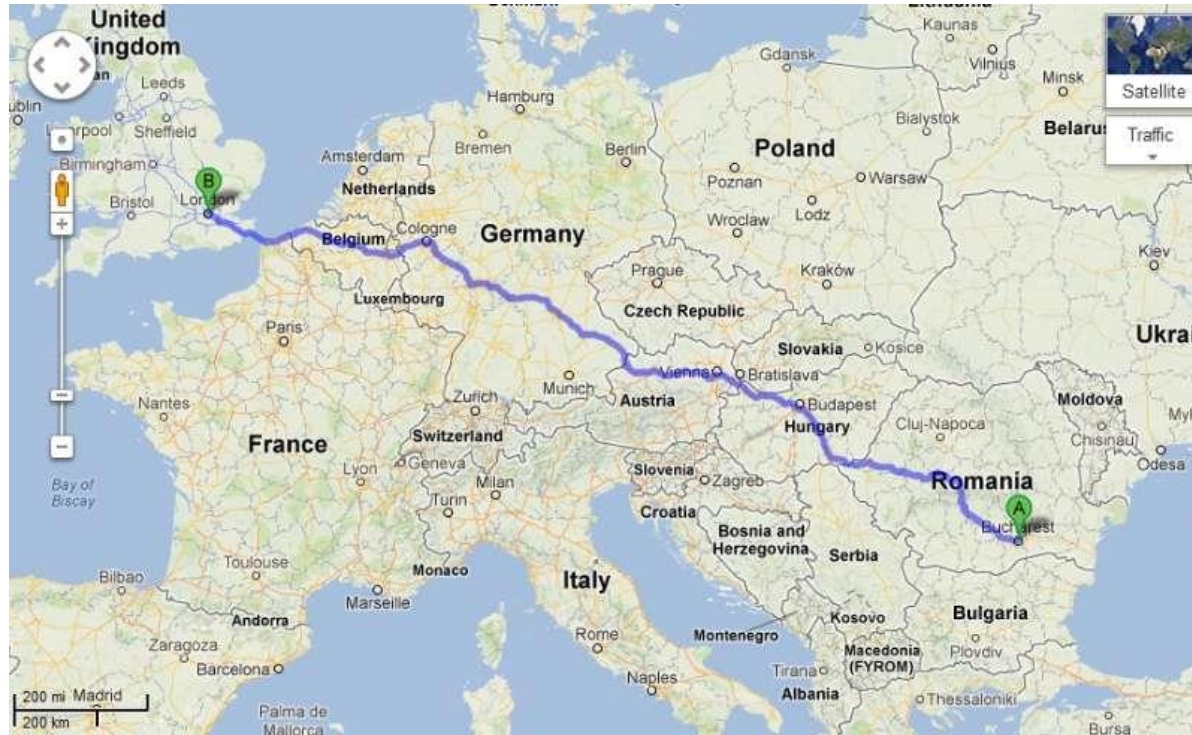 United
Kingdom
Leeds
Sheffield
Birmingham
Bristol
B
London
Amsterdam
Netherlands
Belgium
Cologne
Luxembourg
Hamburg
Bremen
Berlin
Germany
Munich
Gdansk
Poland
Poznan
Warsaw
Lodz
Wroclaw
Kraków
Bialystok
Kaunas
Vilnius
Minsk
Satellite
Traffic
Kiev
Prague
Czech Republic
Slovakia
Kosice
Vienna
Bratislava
Austria
Budapest
Hungary
Cluj-Napoca
Moldova
Chisinau
Odesa
Romania
A
Bucharest
Paris
Nantes
France
Zurich
Switzerland
Geneva
Lyon
Milan
Turin
Slovenia
Zagreb
Croatia
Bosnia and
Herzegovina
Serbia
Bay of
Biscay
Toulouse
Bilbao
Monaco
Marseille
Andorra
Zaragoza
Barcelona
Italy
Rome
Naples
Montenegro
Kosovo
Macedonia
(FYROM)
Tirana
Albania
Bulgaria
Plovdiv
Thessaloniki
Bursa
200 mi
Madrid
200 km
Palma de
Mallorca